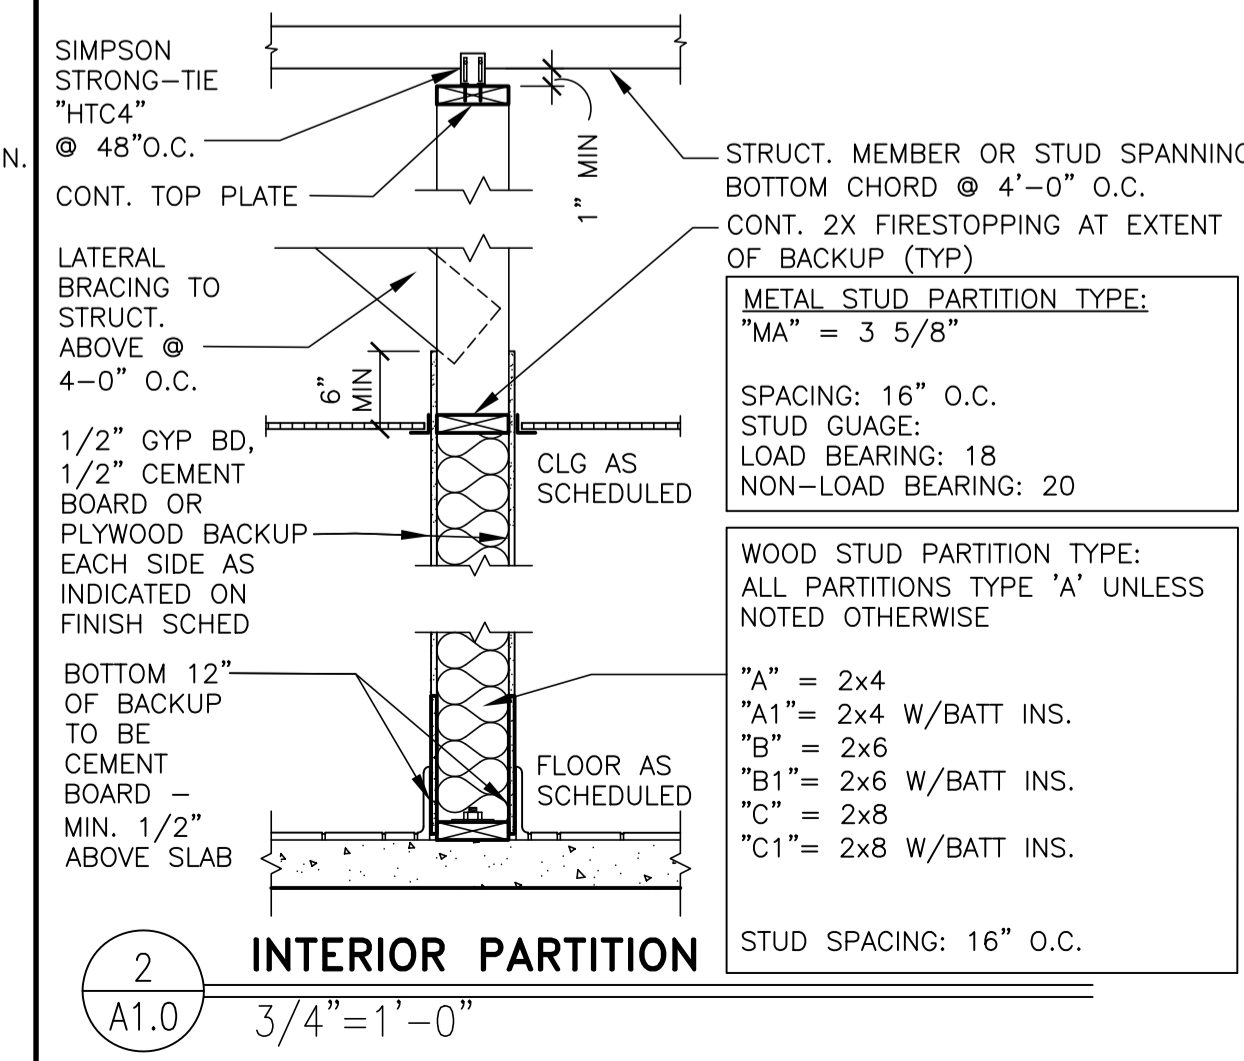 SIMPSON
STRONG-TIE
"HTC4"
@ 48"O.C.
N.
CONT. TOP PLATE
LATERAL
BRACING TO
STRUCT.
ABOVE @
4-0" O.C.
1/2" GYP BD,
1/2" CEMENT
BOARD OR
PLYWOOD BACKUP
EACH SIDE AS
INDICATED ON
FINISH SCHED
BOTTOM 12"
OF BACKUP
TO BE
CEMENT
BOARD -
MIN. 1/2"
ABOVE SLAB
1" MIN
6"
MIN
CLG AS
SCHEDULED
FLOOR AS
SCHEDULED
STRUCT. MEMBER OR STUD SPANNING
BOTTOM CHORD @ 4'-0" O.C.
CONT. 2X FIRESTOPPING AT EXTENT
OF BACKUP (TYP)
METAL STUD PARTITION TYPE:
"MA" = 3 5/8"
SPACING: 16" O.C.
STUD GUAGE:
LOAD BEARING: 18
NON-LOAD BEARING: 20
WOOD STUD PARTITION TYPE:
ALL PARTITIONS TYPE 'A' UNLESS
NOTED OTHERWISE
"A" = 2x4
"A1"= 2x4 W/BATT INS.
"B" = 2x6
"B1"= 2x6 W/BATT INS.
"C" = 2x8
"C1"= 2x8 W/BATT INS.
STUD SPACING: 16" O.C.
2
A1.0
INTERIOR PARTITION
3/4"=1'-0"